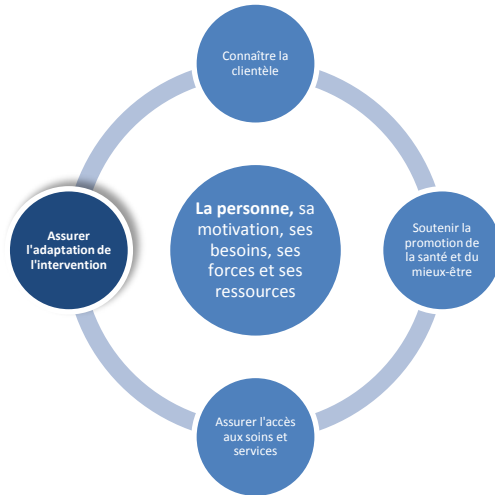 Connaître la
clientèle
La personne, sa
motivation, ses
besoins, ses
forces et ses
ressources
Assurer
l'adaptation de
l'intervention
Soutenir la
promotion de
la santé et du
mieux-être
Assurer l'accès
aux soins et
services